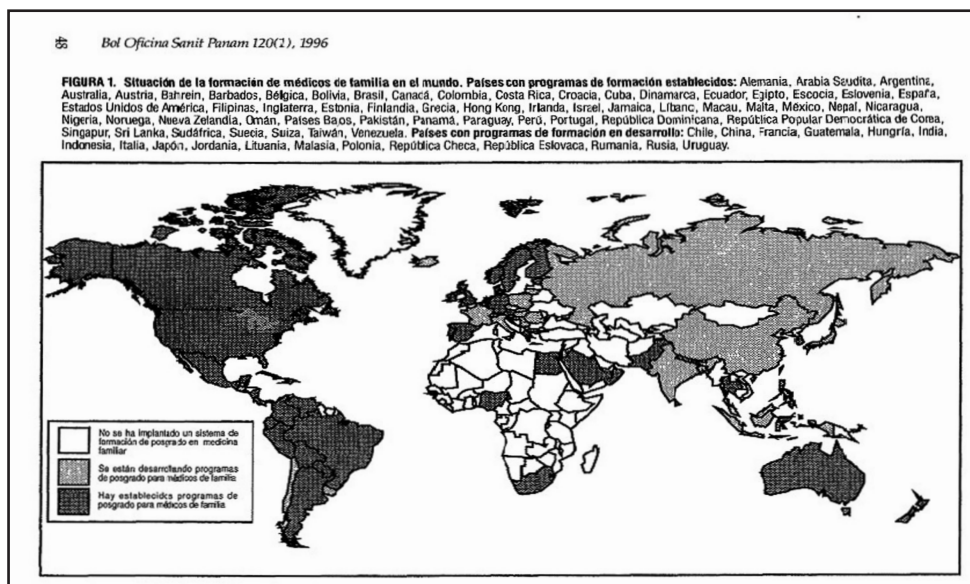 48 Bol Oficina Sanit Panam 120(1), 1996
FIGURA 1. Situación de la formación de médicos de familia en el mundo. Países con programas de formación establecidos: Alemania, Arabia Saudita, Argentina,
Australia, Austria, Bahrein, Barbados, Bélgica, Bolivia, Brasil, Canadá, Colombia, Costa Rica, Croacia, Cuba, Dinamarca, Ecuador, Egipto, Escocia, Eslovenia, España,
Estados Unidos de América, Filipinas, Inglaterra, Estonia, Finlandia, Grecia, Hong Kong, Irlanda, Israel, Jamaica, Líbano, Macau, Malta, México, Nepal, Nicaragua,
Nigeria, Noruega, Nueva Zelandia, Omán, Países Bajos, Pakistán, Panamá, Paraguay, Perú, Portugal, República Dominicana, República Popular Democrática de Corea,
Singapur, Sri Lanka, Sudáfrica, Suecia, Suiza, Taiwán, Venezuela. Países con programas de formación en desarrollo: Chile, China, Francia, Guatemala, Hungría, India,
Indonesia, Italia, Japón, Jordania, Lituania, Malasia, Polonia, República Checa, República Eslovaca, Rumania, Rusia, Uruguay.
No se ha implantado un sistema de
formación de posgrado en medicina
familiar
Se están desarrollando programas
de posgrado para médicos de familia
Hay establecidos programas de
posgrado para médicos de familia